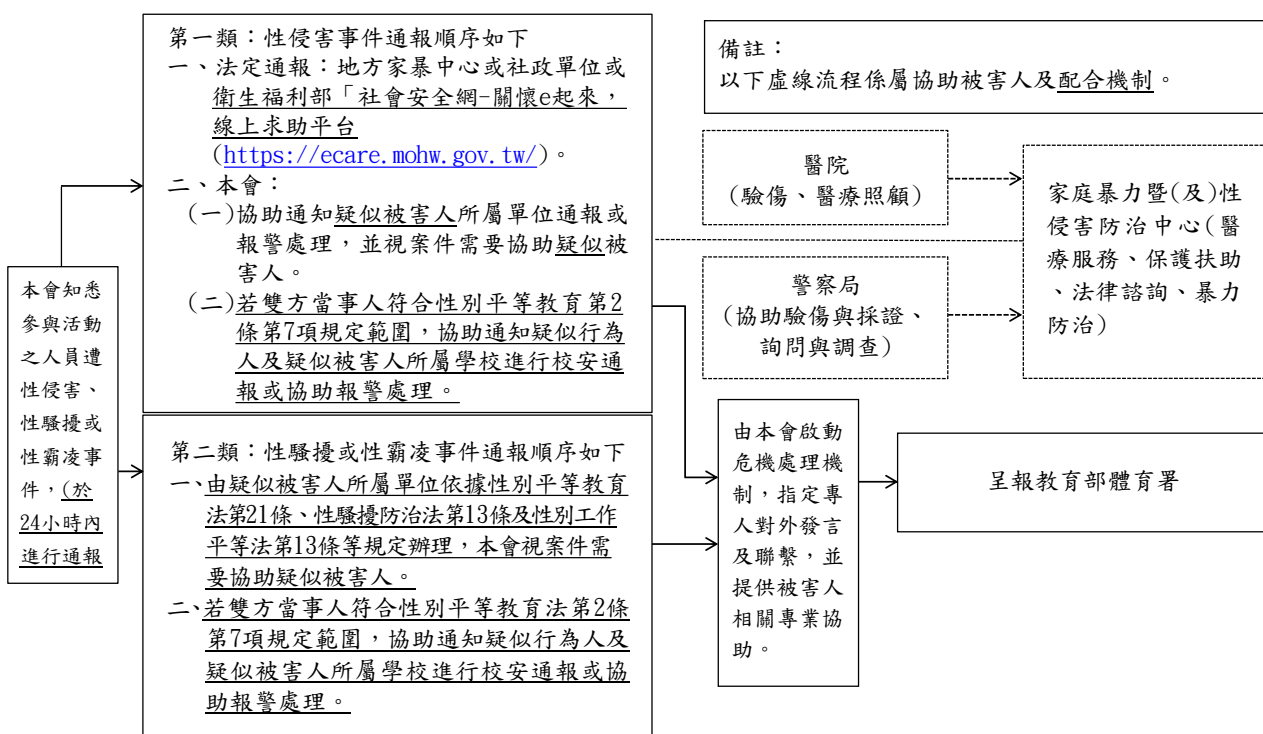 本會知悉
參與活動
之人員遭
性侵害、
性騷擾或
性霸凌事
件，(於
24小時內
進行通報
第一類：性侵害事件通報順序如下
一、法定通報：地方家暴中心或社政單位或
衛生福利部「社會安全網-關懷e起來，
線上求助平台
(https://ecare.mohw.gov.tw/)。
二、本會：
(一)協助通知疑似被害人所屬單位通報或
報警處理，並視案件需要協助疑似被
害人。
(二)若雙方當事人符合性別平等教育第2
條第7項規定範圍，協助通知疑似行為
人及疑似被害人所屬學校進行校安通
報或協助報警處理。
第二類：性騷擾或性霸凌事件通報順序如下
一、由疑似被害人所屬單位依據性別平等教育
法第21條、性騷擾防治法第13條及性別工作
平等法第13條等規定辦理，本會視案件需
要協助疑似被害人。
二、若雙方當事人符合性別平等教育法第2條
第7項規定範圍，協助通知疑似行為人及
疑似被害人所屬學校進行校安通報或協
助報警處理。
備註：
以下虛線流程係屬協助被害人及配合機制。
醫院
(驗傷、醫療照顧)
警察局
(協助驗傷與採證、
詢問與調查)
家庭暴力暨(及)性
侵害防治中心(醫
療服務、保護扶助
、法律諮詢、暴力
防治)
由本會啟動
危機處理機
制，指定專
人對外發言
及聯繫，並
提供被害人
相關專業協
助。
呈報教育部體育署